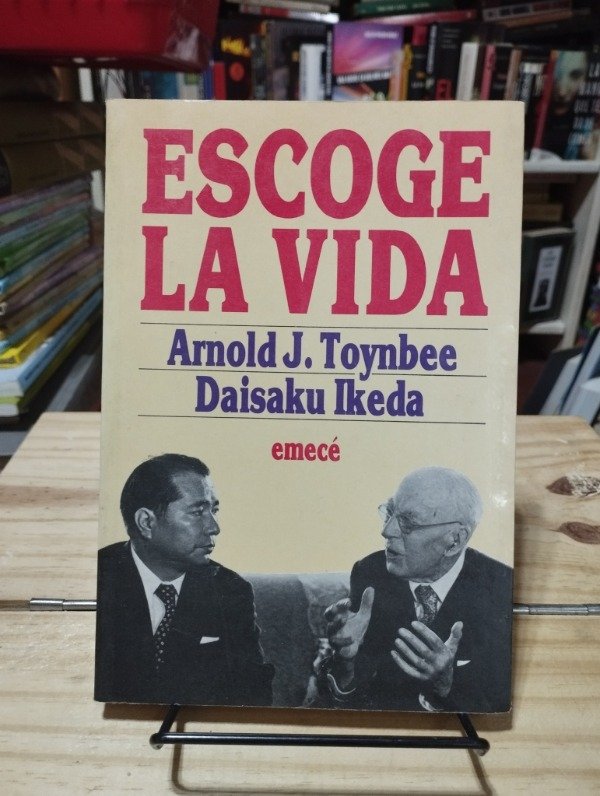 ESCOGE
LA VIDA
Arnold J. Toynbee
Daisaku Ikeda
emecé